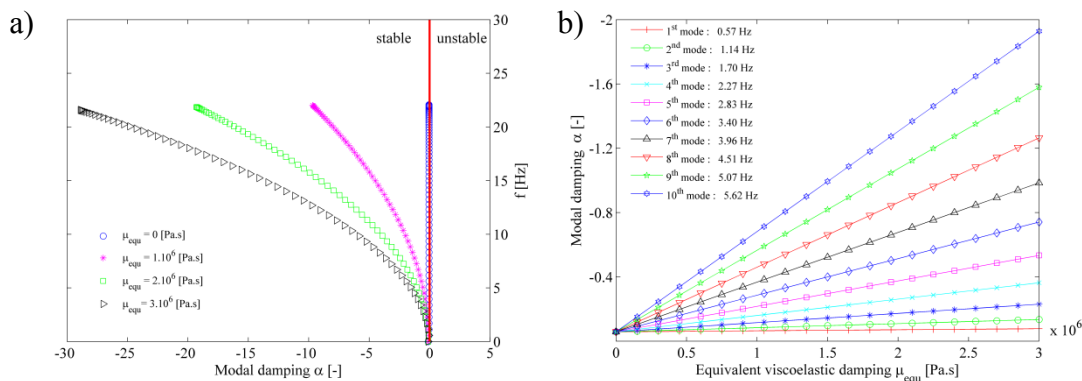 a)
stable
unstable
30
25
20
15
10
5
0
f [Hz]
μequ = 0 [Pa.s]
μequ = 1.10^6 [Pa.s]
μequ = 2.10^6 [Pa.s]
μequ = 3.10^6 [Pa.s]
-30 -25 -20 -15 -10 -5 0 5
Modal damping α [-]
b)
-2
-1.6
-1.2
-0.8
-0.4
Modal damping α [-]
1st mode : 0.57 Hz
2nd mode : 1.14 Hz
3rd mode : 1.70 Hz
4th mode : 2.27 Hz
5th mode : 2.83 Hz
6th mode : 3.40 Hz
7th mode : 3.96 Hz
8th mode : 4.51 Hz
9th mode : 5.07 Hz
10th mode : 5.62 Hz
0 0.5 1 1.5 2 2.5 3
x 10^6
Equivalent viscoelastic damping μequ [Pa.s]